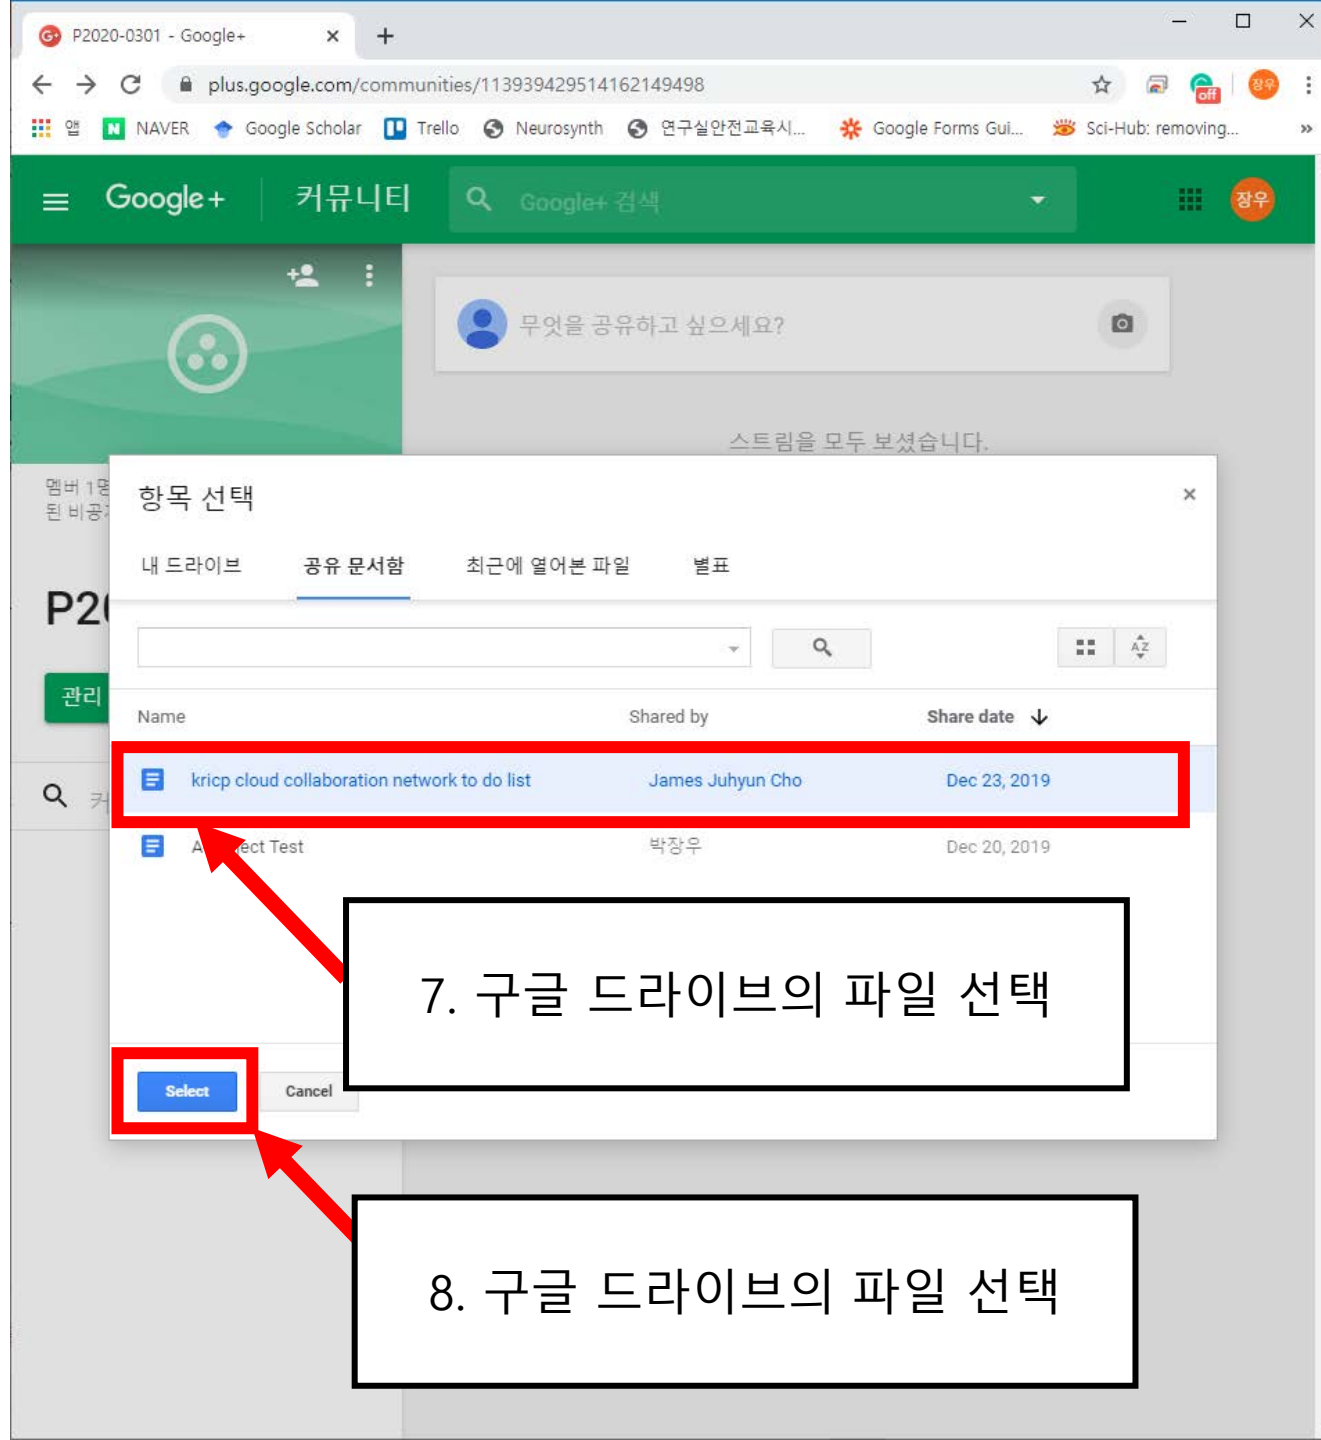 P2020-0301 - Google+
plus.google.com/communities/113939429514162149498
off
장우
앱 NAVER Google Scholar Trello Neurosynth 연구실안전교육시... Google Forms Gui... Sci-Hub: removing... »
Google+ 커뮤니티 Google+ 검색 장우
무엇을 공유하고 싶으세요?
스트림을 모두 보셨습니다.
멤버 1명
된 비공
항목 선택
내 드라이브 공유 문서함 최근에 열어본 파일 별표
P20
관리
Name Shared by Share date
kricp cloud collaboration network to do list James Juhyun Cho Dec 23, 2019
커
A ject Test 박장우 Dec 20, 2019
7. 구글 드라이브의 파일 선택
Select Cancel
8. 구글 드라이브의 파일 선택